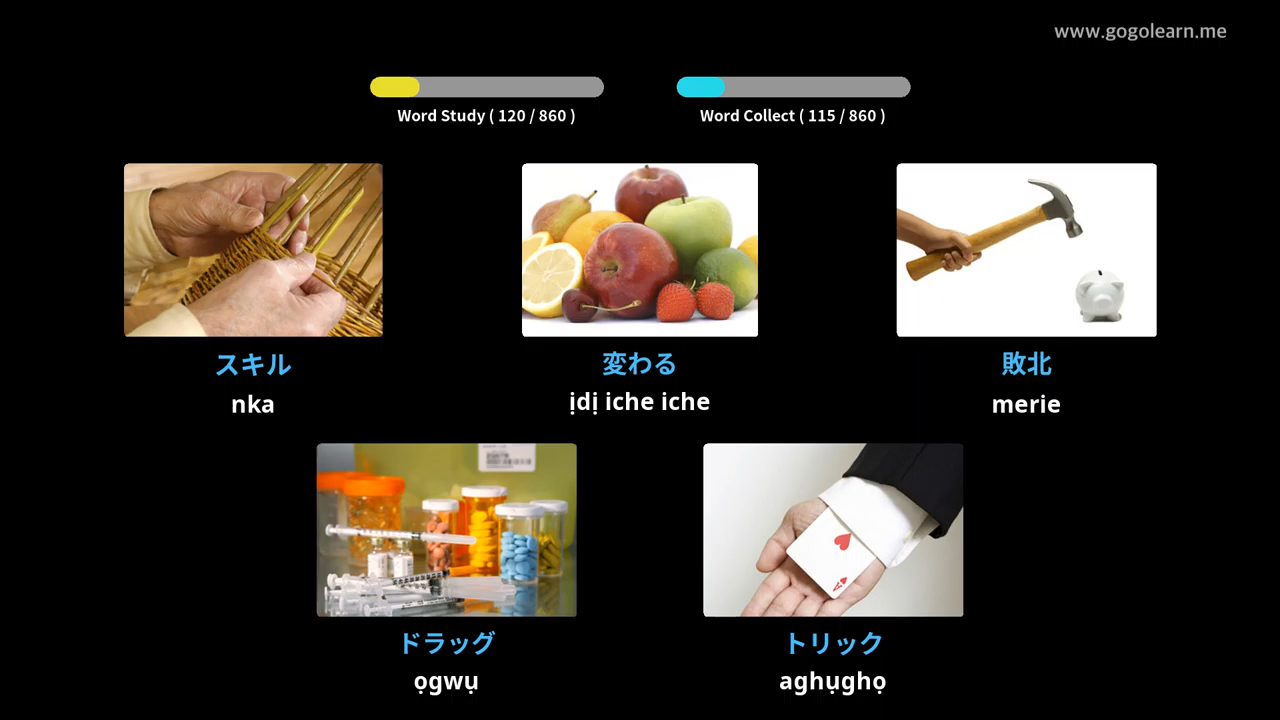 www.gogolearn.me
Word Study ( 120 / 860 )
Word Collect ( 115 / 860 )
スキル
nka
変わる
ịdị iche iche
敗北
merie
ドラッグ
ọgwụ
トリック
aghụghọ